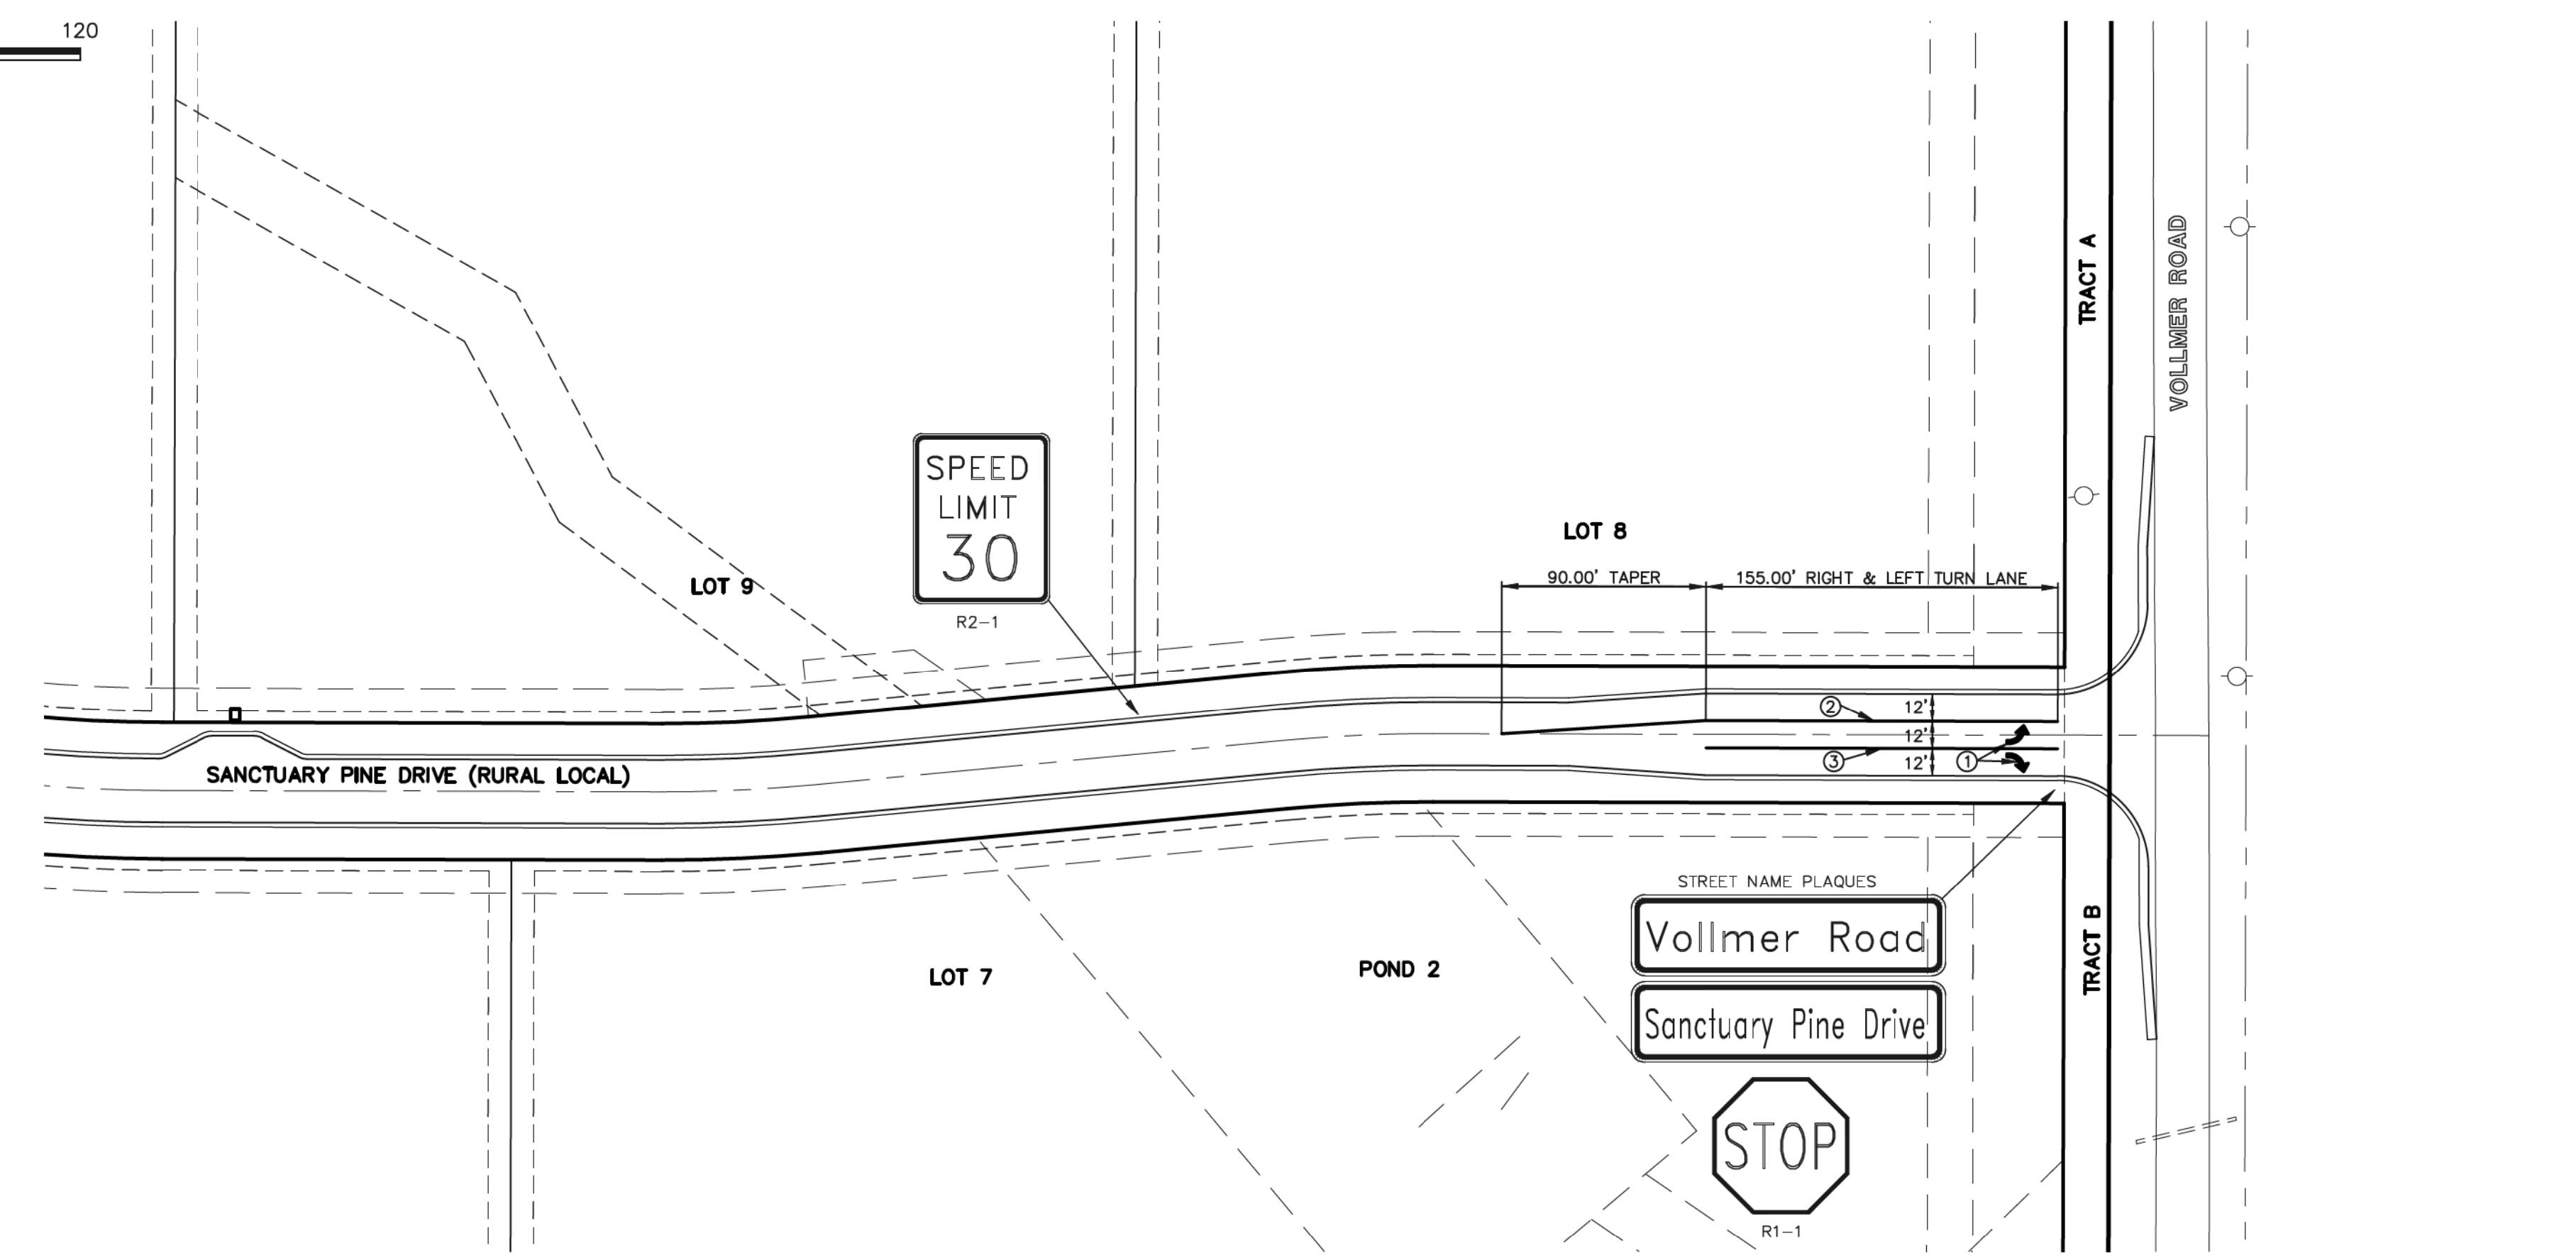 120
TRACT A
VOLLMER ROAD
SPEED
LIMIT
30
R2-1
LOT 8
LOT 9
90.00' TAPER
155.00' RIGHT & LEFT TURN LANE
2
12'
12'
3
12'
1
SANCTUARY PINE DRIVE (RURAL LOCAL)
STREET NAME PLAQUES
Vollmer Road
Sanctuary Pine Drive
TRACT B
LOT 7
POND 2
STOP
R1-1